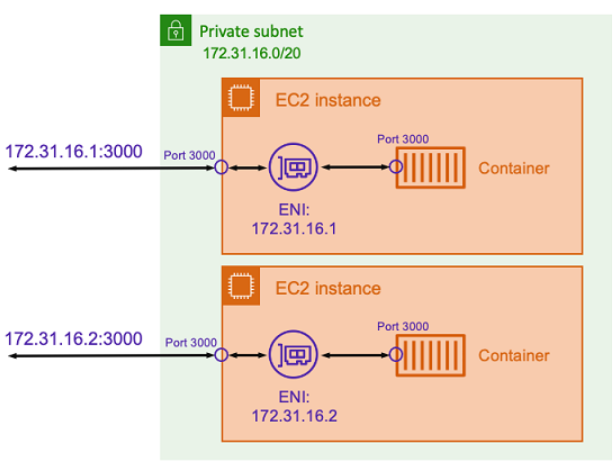 Private subnet
172.31.16.0/20
EC2 instance
172.31.16.1:3000
Port 3000
Port 3000
Container
ENI:
172.31.16.1
EC2 instance
172.31.16.2:3000
Port 3000
Port 3000
Container
ENI:
172.31.16.2